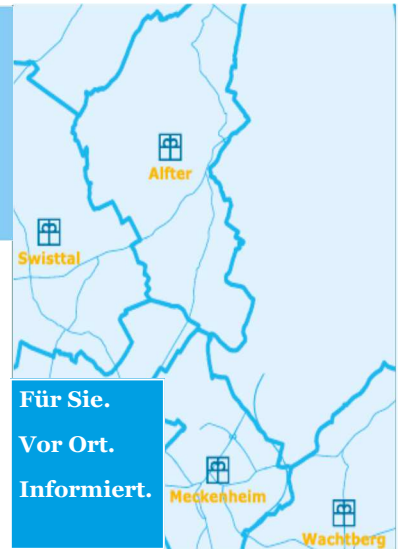 Alfter
Swisttal
Für Sie.
Vor Ort.
Informiert.
Meckenheim
Wachtberg